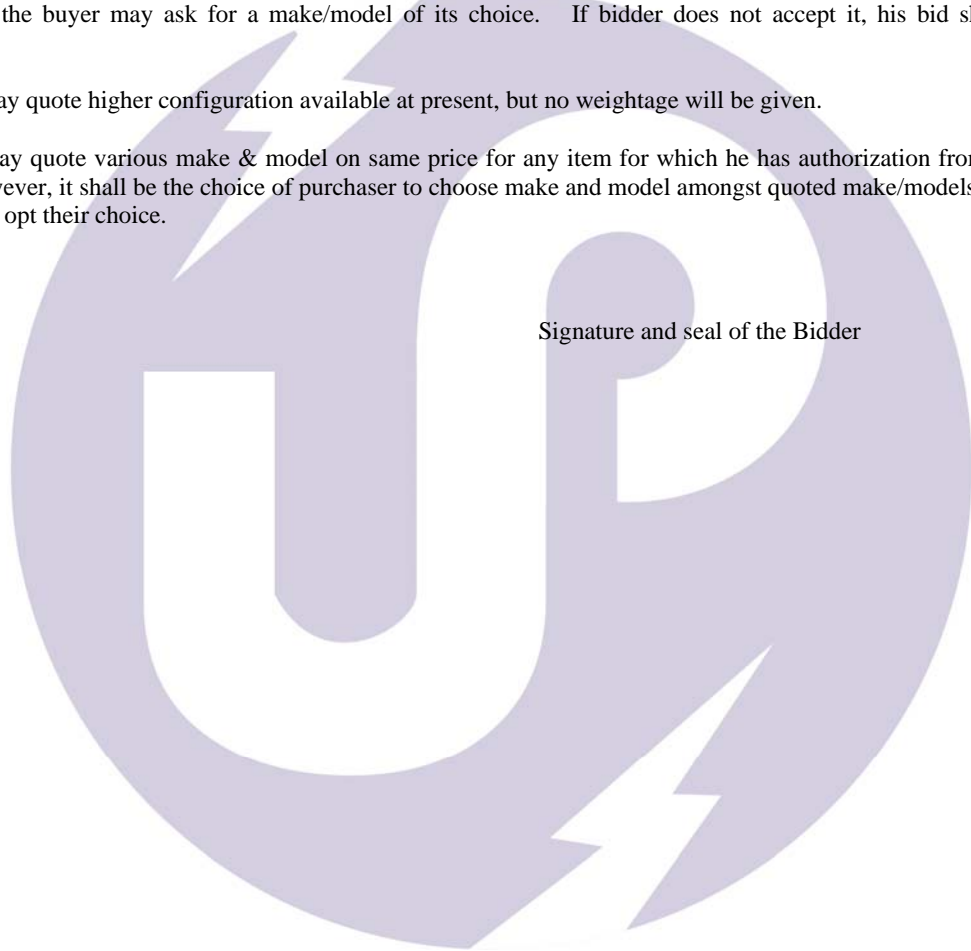 the buyer may ask for a make/model of its choice. If bidder does not accept it, his bid
ay quote higher configuration available at present, but no weightage will be given.
ay quote various make & model on same price for any item for which he has authorization from
wever, it shall be the choice of purchaser to choose make and model amongst quoted make/models
opt their choice.
Signature and seal of the Bidder
UP